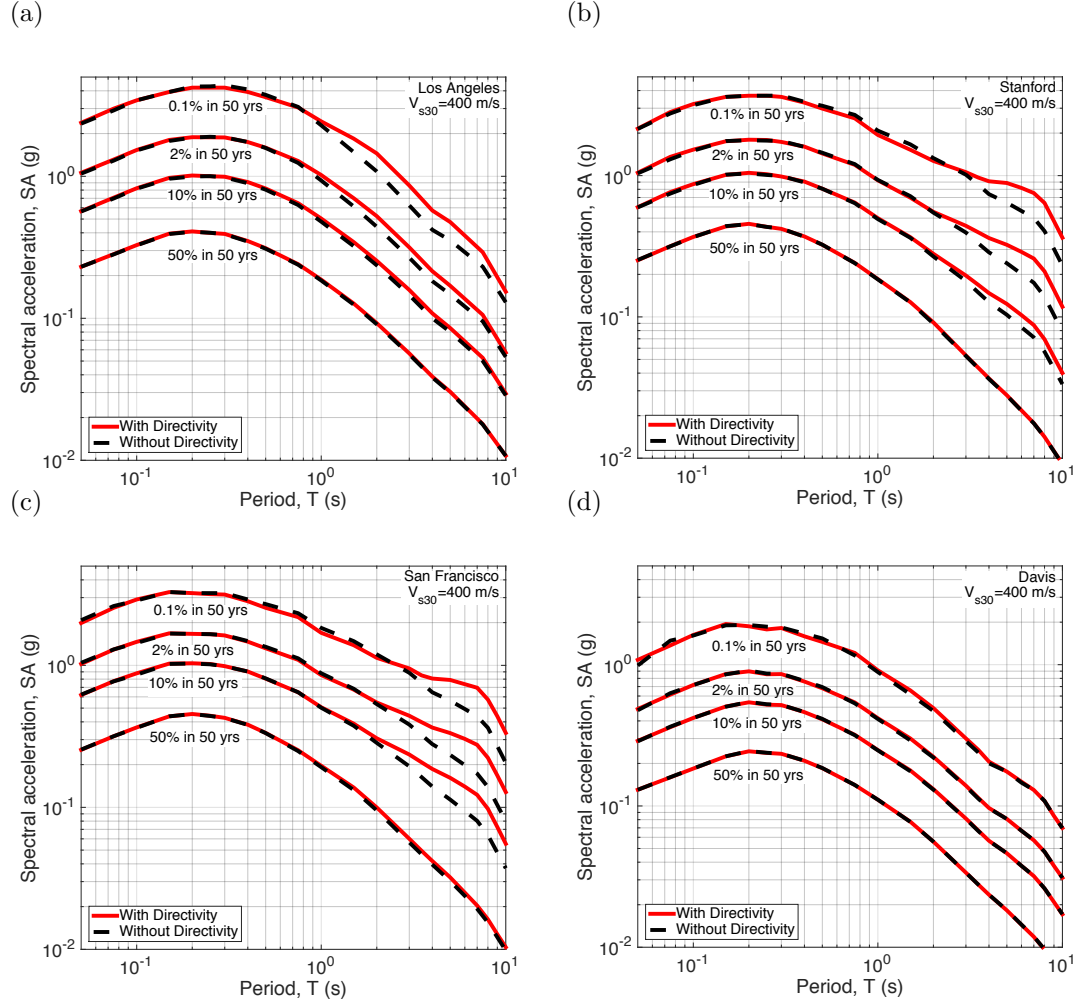 (a)
Los Angeles
V_{s30}=400 m/s
0.1% in 50 yrs
2% in 50 yrs
10% in 50 yrs
50% in 50 yrs
With Directivity
Without Directivity
Spectral acceleration, SA (g)
10^0
10^{-1}
10^{-2}
10^{-1}
10^0
10^1
Period, T (s)
(b)
Stanford
V_{s30}=400 m/s
0.1% in 50 yrs
2% in 50 yrs
10% in 50 yrs
50% in 50 yrs
With Directivity
Without Directivity
Spectral acceleration, SA (g)
10^0
10^{-1}
10^{-2}
10^{-1}
10^0
10^1
Period, T (s)
(c)
San Francisco
V_{s30}=400 m/s
0.1% in 50 yrs
2% in 50 yrs
10% in 50 yrs
50% in 50 yrs
With Directivity
Without Directivity
Spectral acceleration, SA (g)
10^0
10^{-1}
10^{-2}
10^{-1}
10^0
10^1
Period, T (s)
(d)
Davis
V_{s30}=400 m/s
0.1% in 50 yrs
2% in 50 yrs
10% in 50 yrs
50% in 50 yrs
With Directivity
Without Directivity
Spectral acceleration, SA (g)
10^0
10^{-1}
10^{-2}
10^{-1}
10^0
10^1
Period, T (s)